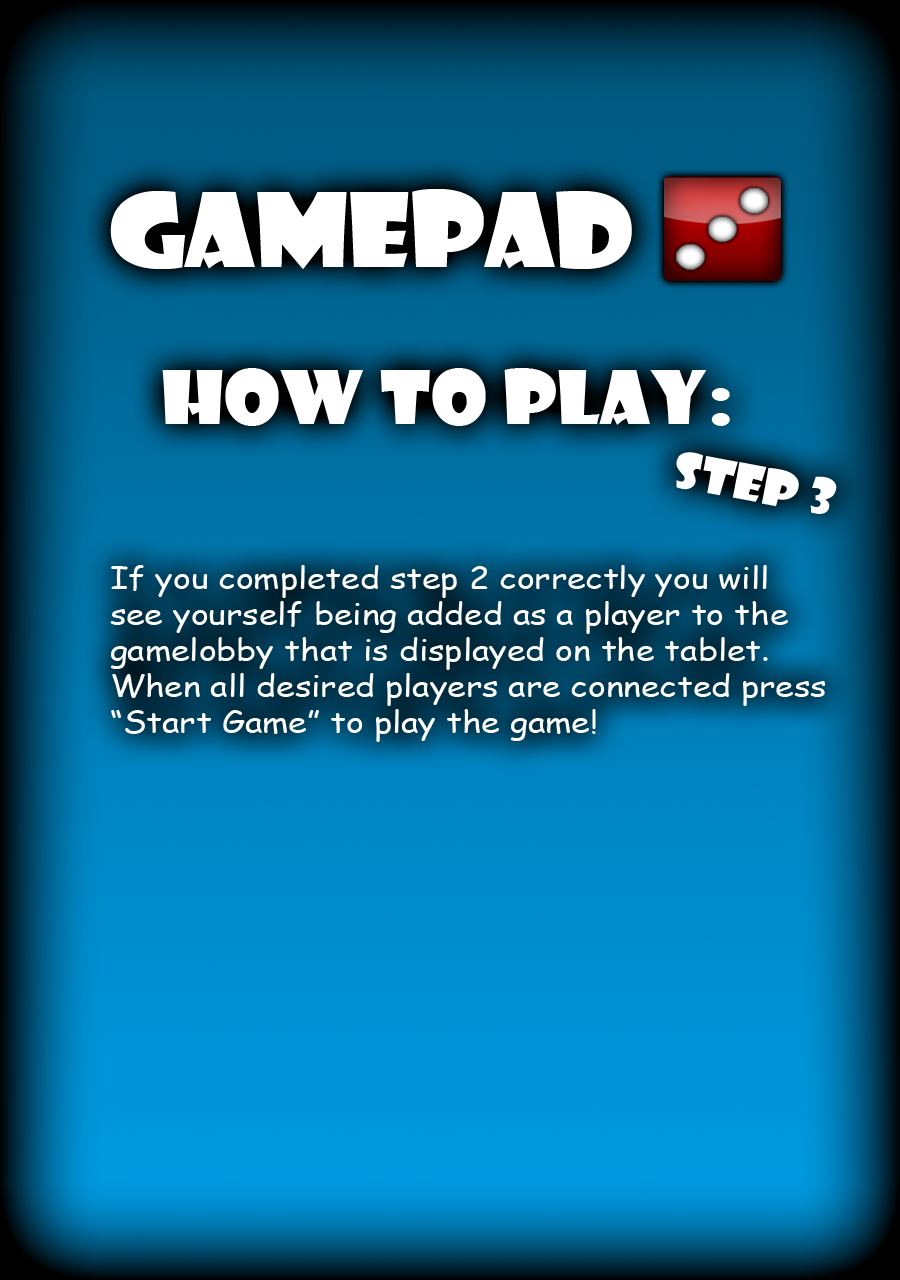 GAMEPAD
HOW TO PLAY:
STEP 3
If you completed step 2 correctly you will
see yourself being added as a player to the
gamelobby that is displayed on the tablet.
When all desired players are connected press
“Start Game” to play the game!